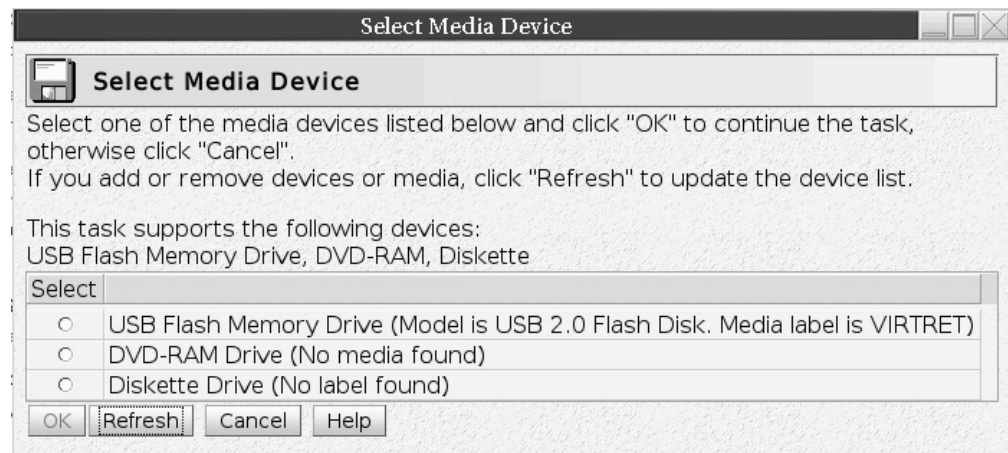 Select Media Device
Select Media Device
Select one of the media devices listed below and click "OK" to continue the task,
otherwise click "Cancel".
If you add or remove devices or media, click "Refresh" to update the device list.
This task supports the following devices:
USB Flash Memory Drive, DVD-RAM, Diskette
Select
USB Flash Memory Drive (Model is USB 2.0 Flash Disk. Media label is VIRTRET)
DVD-RAM Drive (No media found)
Diskette Drive (No label found)
OK Refresh Cancel Help